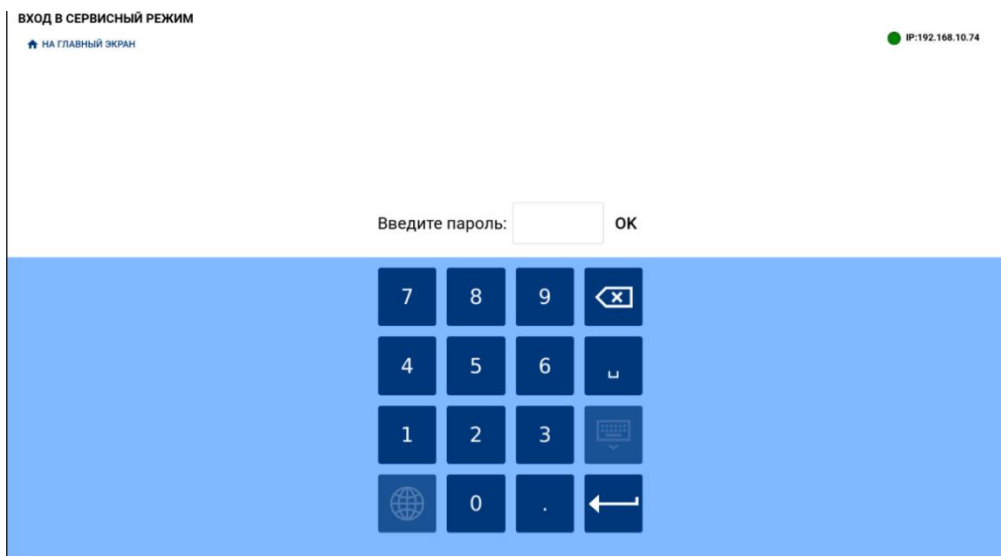 ВХОД В СЕРВИСНЫЙ РЕЖИМ
НА ГЛАВНЫЙ ЭКРАН
IP:192.168.10.74
Введите пароль: OK
7 8 9
4 5 6
1 2 3
0 .